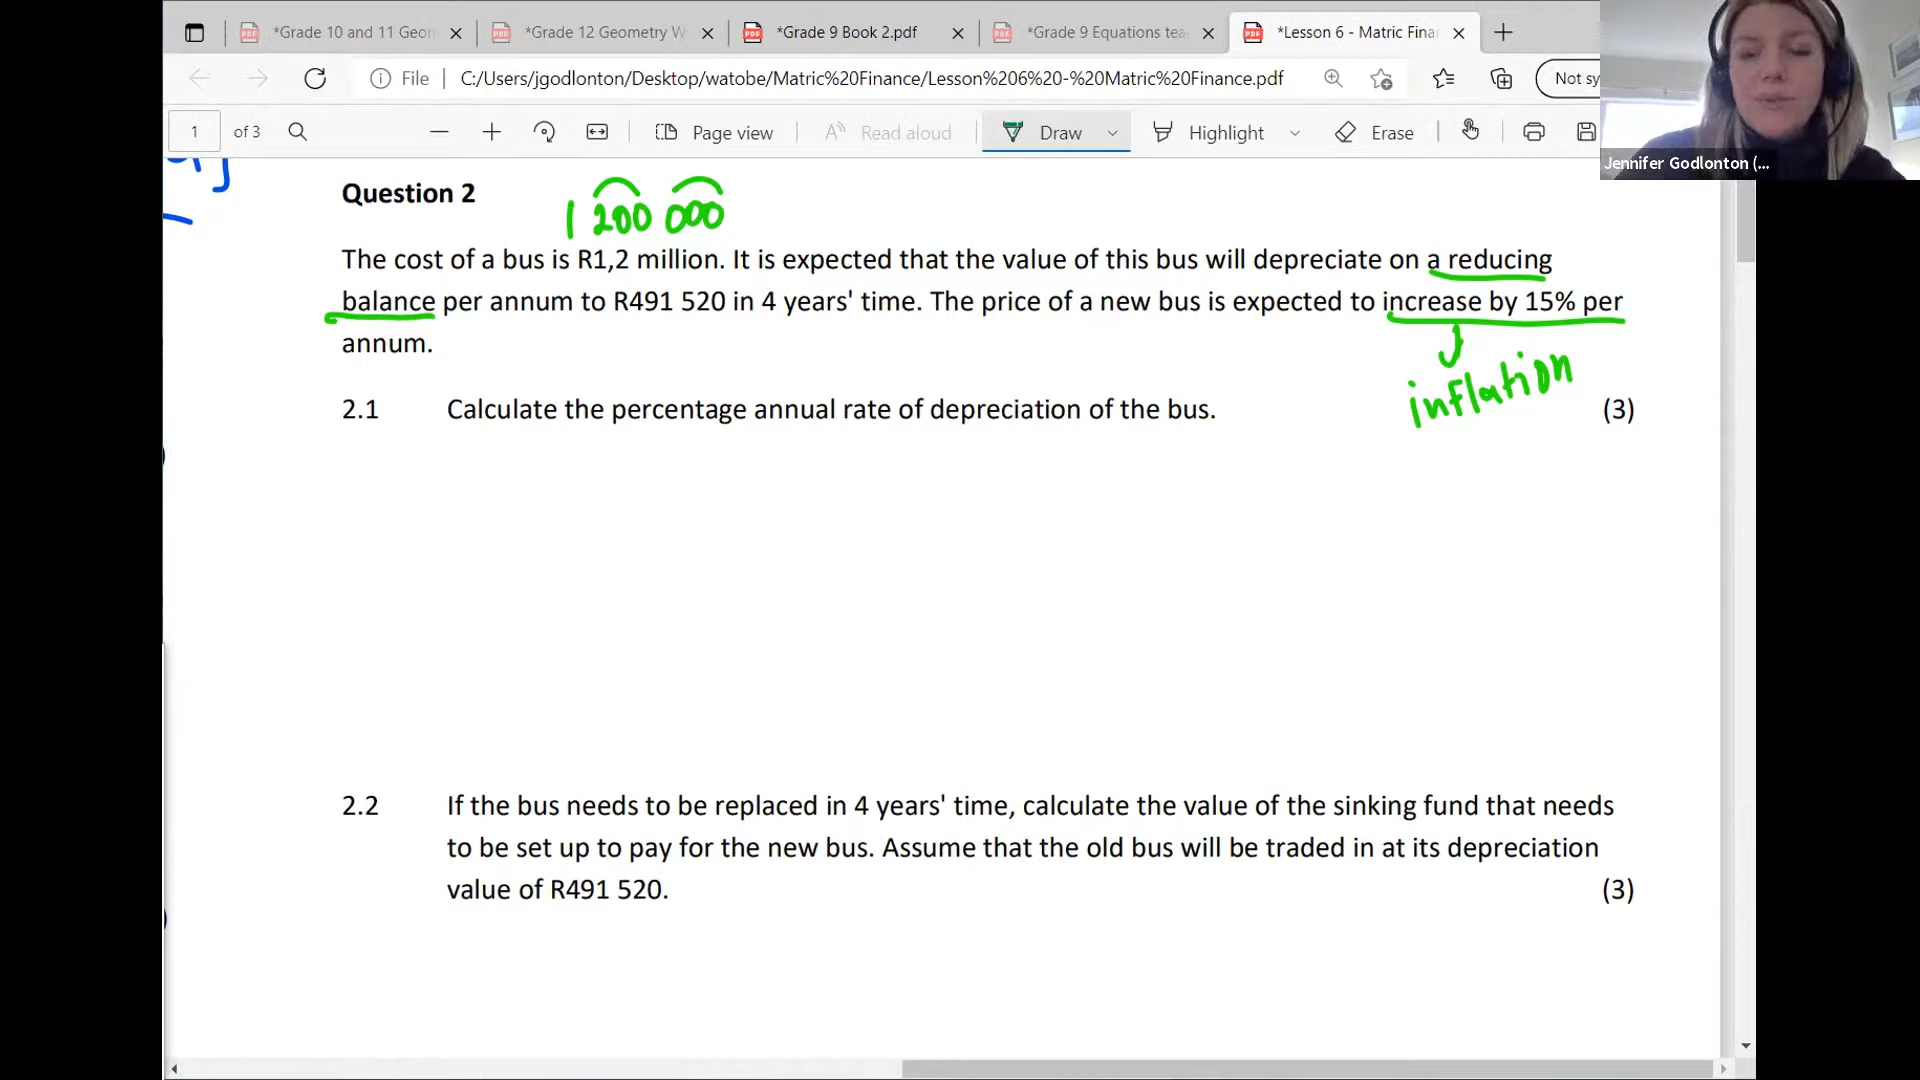 *Grade 10 and 11 Geor
*Grade 12 Geometry W
*Grade 9 Book 2.pdf
*Grade 9 Equations tea
*Lesson 6 - Matric Finan
File
C:/Users/jgodlonton/Desktop/watobe/Matric%20Finance/Lesson%206%20-%20Matric%20Finance.pdf
Not sy
1 of 3
Page view
Read aloud
Draw
Highlight
Erase
Jennifer Godlonton (...
Question 2
1 200 000
The cost of a bus is R1,2 million. It is expected that the value of this bus will depreciate on a reducing
balance per annum to R491 520 in 4 years' time. The price of a new bus is expected to increase by 15% per
annum.
inflation
2.1 Calculate the percentage annual rate of depreciation of the bus. (3)
2.2 If the bus needs to be replaced in 4 years' time, calculate the value of the sinking fund that needs
to be set up to pay for the new bus. Assume that the old bus will be traded in at its depreciation
value of R491 520. (3)